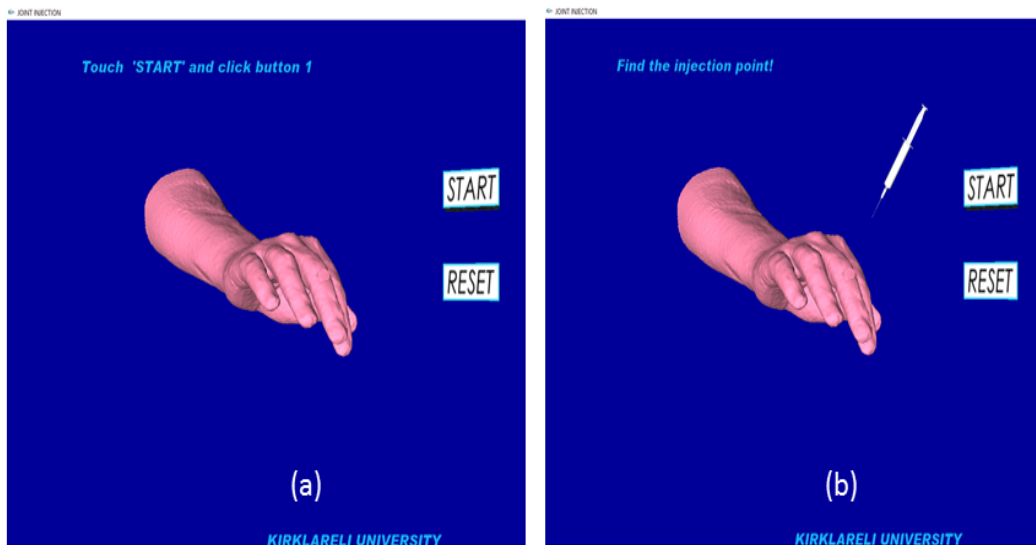 JOINT INJECTION
Touch 'START' and click button 1
START
RESET
(a)
KIRKLARELI UNIVERSITY
JOINT INJECTION
Find the injection point!
START
RESET
(b)
KIRKLARELI UNIVERSITY